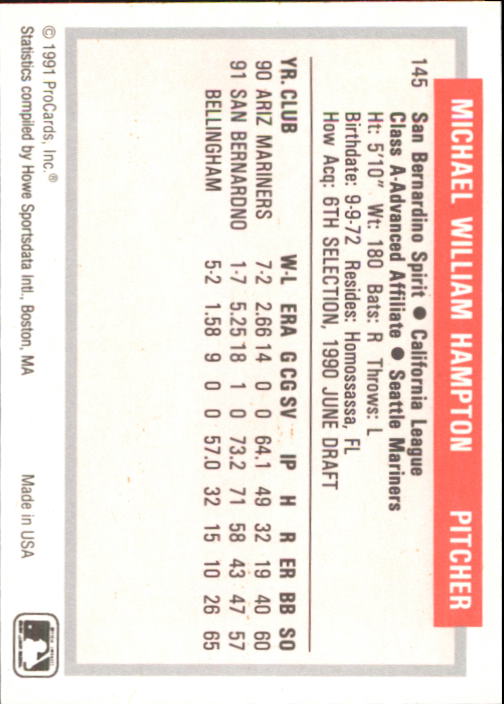 MICHAEL WILLIAM HAMPTON PITCHER
145 San Bernardino Spirit ● California League
Class A-Advanced Affiliate ● Seattle Mariners
Ht: 5'10" Wt: 180 Bats: R Throws: L
Birthdate: 9-9-72 Resides: Homossassa, FL
How Acq: 6TH SELECTION, 1990 JUNE DRAFT
YR. CLUB W-L ERA G CG SV IP H R ER BB SO
90 ARIZ MARINERS 7-2 2.66 14 0 0 64.1 49 32 19 40 60
91 SAN BERNARDNO 1-7 5.25 18 1 0 73.2 71 58 43 47 57
BELLINGHAM 5-2 1.58 9 0 0 57.0 32 15 10 26 65
© 1991 ProCards, Inc.®
Statistics compiled by Howe Sportsdata Intl., Boston, MA Made in USA